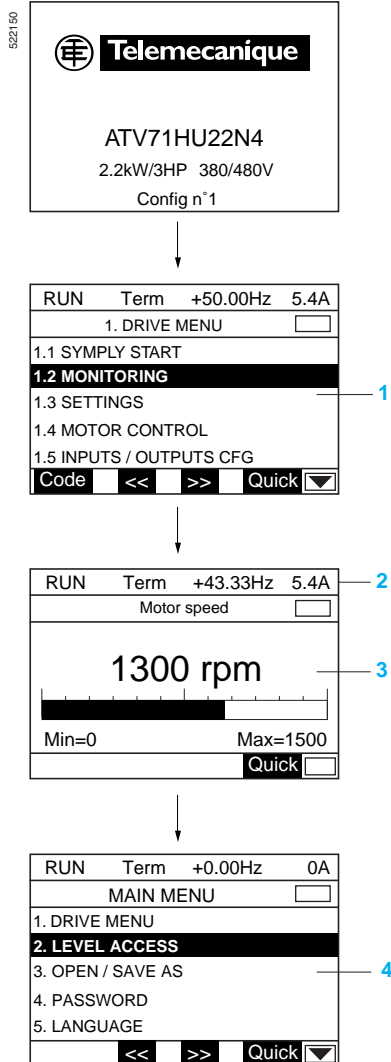 522150
Telemecanique
ATV71HU22N4
2.2kW/3HP 380/480V
Config n°1
RUN Term +50.00Hz 5.4A
1. DRIVE MENU
1.1 SYMPLY START
1.2 MONITORING
1.3 SETTINGS
1.4 MOTOR CONTROL
1.5 INPUTS / OUTPUTS CFG
Code << >> Quick
1
RUN Term +43.33Hz 5.4A
2
Motor speed
1300 rpm
3
Min=0 Max=1500
Quick
RUN Term +0.00Hz 0A
MAIN MENU
1. DRIVE MENU
2. LEVEL ACCESS
3. OPEN / SAVE AS
4
4. PASSWORD
5. LANGUAGE
<< >> Quick